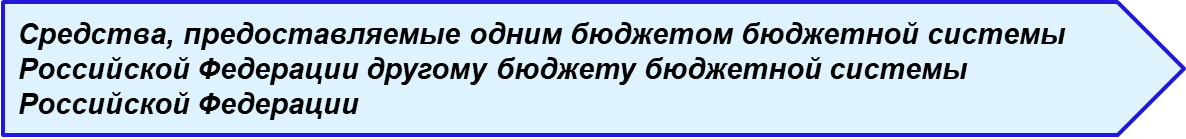 Средства, предоставляемые одним бюджетом бюджетной системы
Российской Федерации другому бюджету бюджетной системы
Российской Федерации